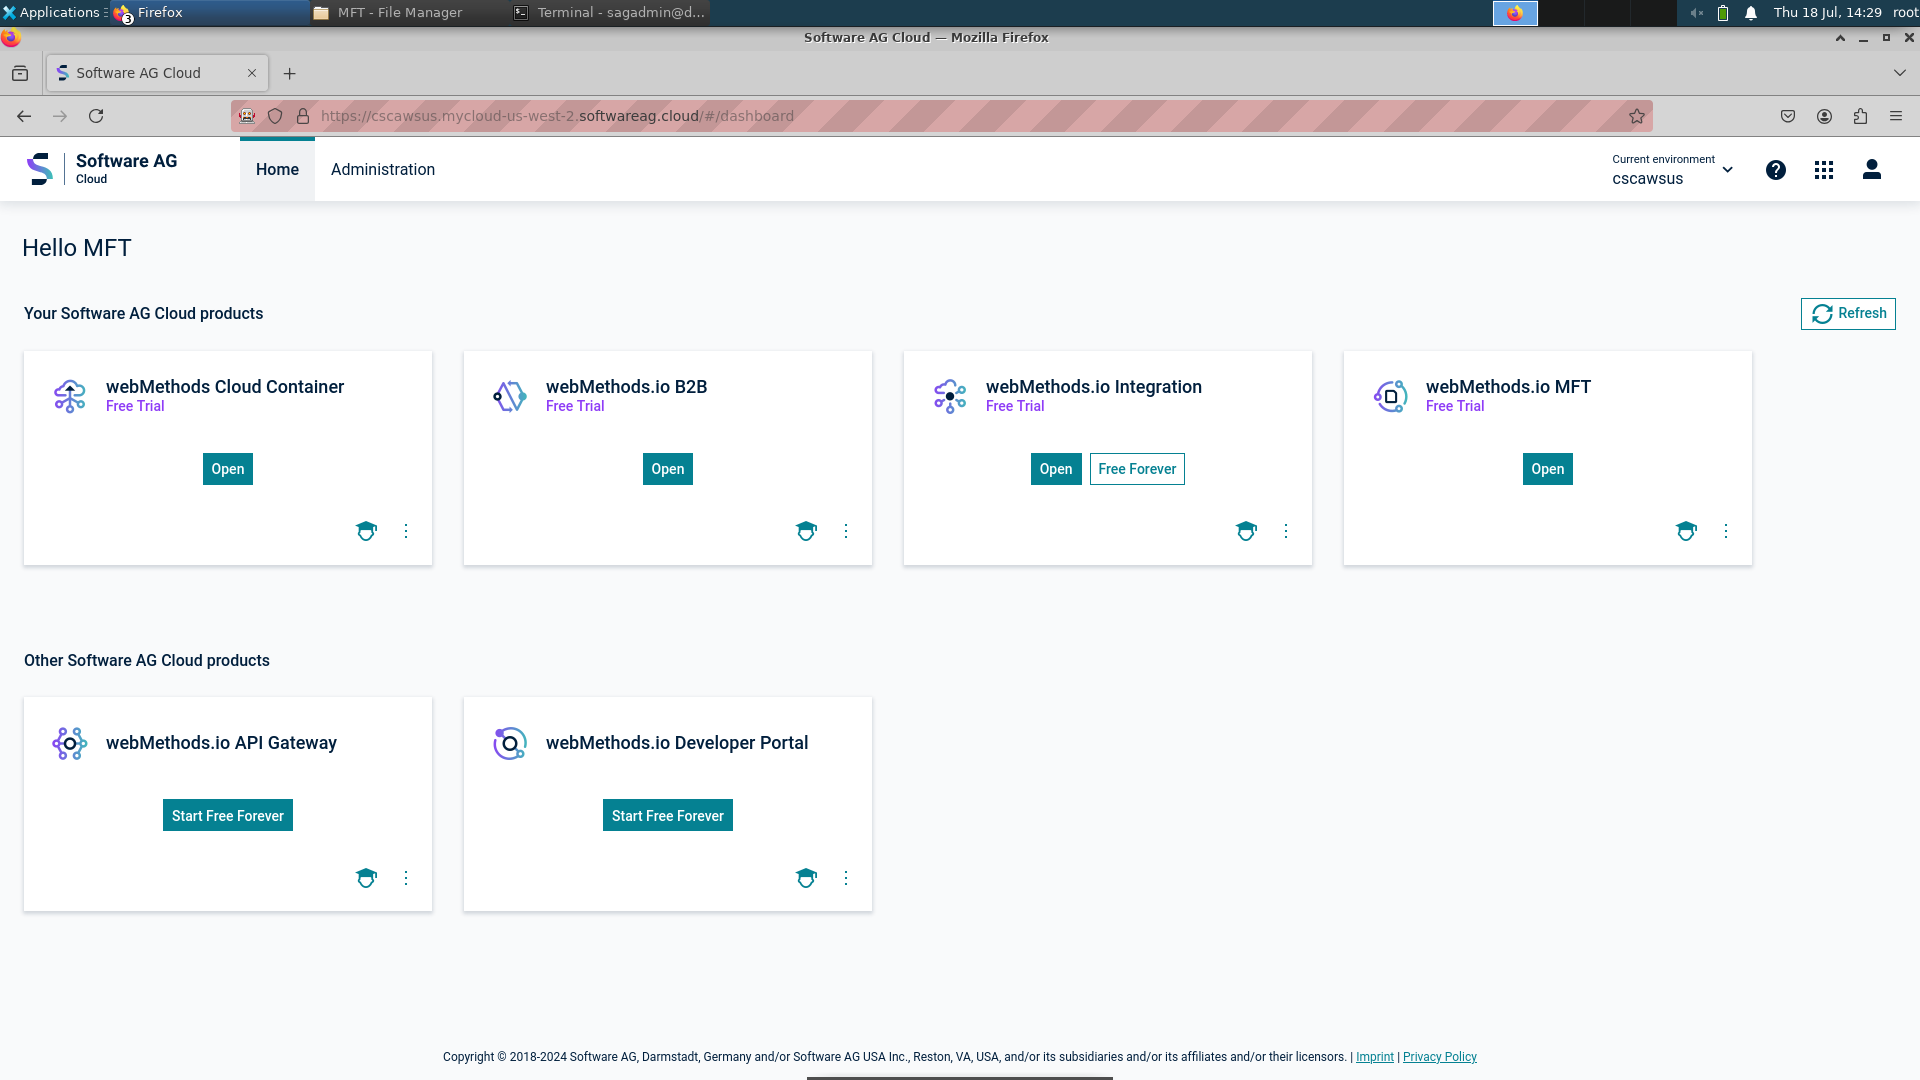 Applications
Firefox
3
MFT - File Manager
Terminal - sagadmin@d...
Thu 18 Jul, 14:29
root
Software AG Cloud — Mozilla Firefox
Software AG Cloud
https://cscawsus.mycloud-us-west-2.softwareag.cloud/#/dashboard
Software AG
Cloud
Home
Administration
Current environment
cscawsus
Hello MFT
Your Software AG Cloud products
Refresh
webMethods Cloud Container
Free Trial
Open
webMethods.io B2B
Free Trial
Open
webMethods.io Integration
Free Trial
Open
Free Forever
webMethods.io MFT
Free Trial
Open
Other Software AG Cloud products
webMethods.io API Gateway
Start Free Forever
webMethods.io Developer Portal
Start Free Forever
Copyright © 2018-2024 Software AG, Darmstadt, Germany and/or Software AG USA Inc., Reston, VA, USA, and/or its subsidiaries and/or its affiliates and/or their licensors. | Imprint | Privacy Policy